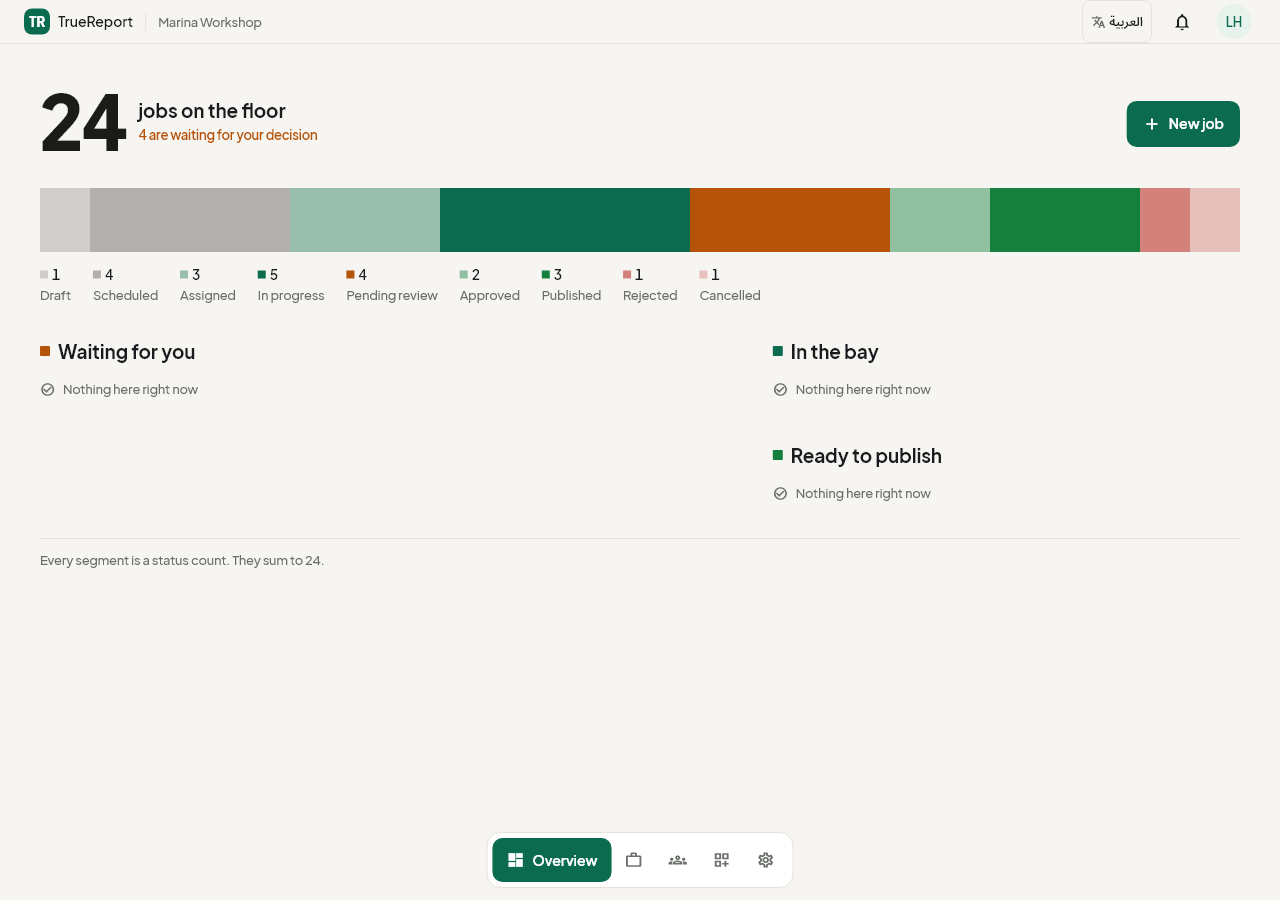 TR TrueReport Marina Workshop العربية LH
24
jobs on the floor
4 are waiting for your decision
New job
1 4 3 5 4 2 3 1 1
Draft Scheduled Assigned In progress Pending review Approved Published Rejected Cancelled
Waiting for you
Nothing here right now
In the bay
Nothing here right now
Ready to publish
Nothing here right now
Every segment is a status count. They sum to 24.
Overview